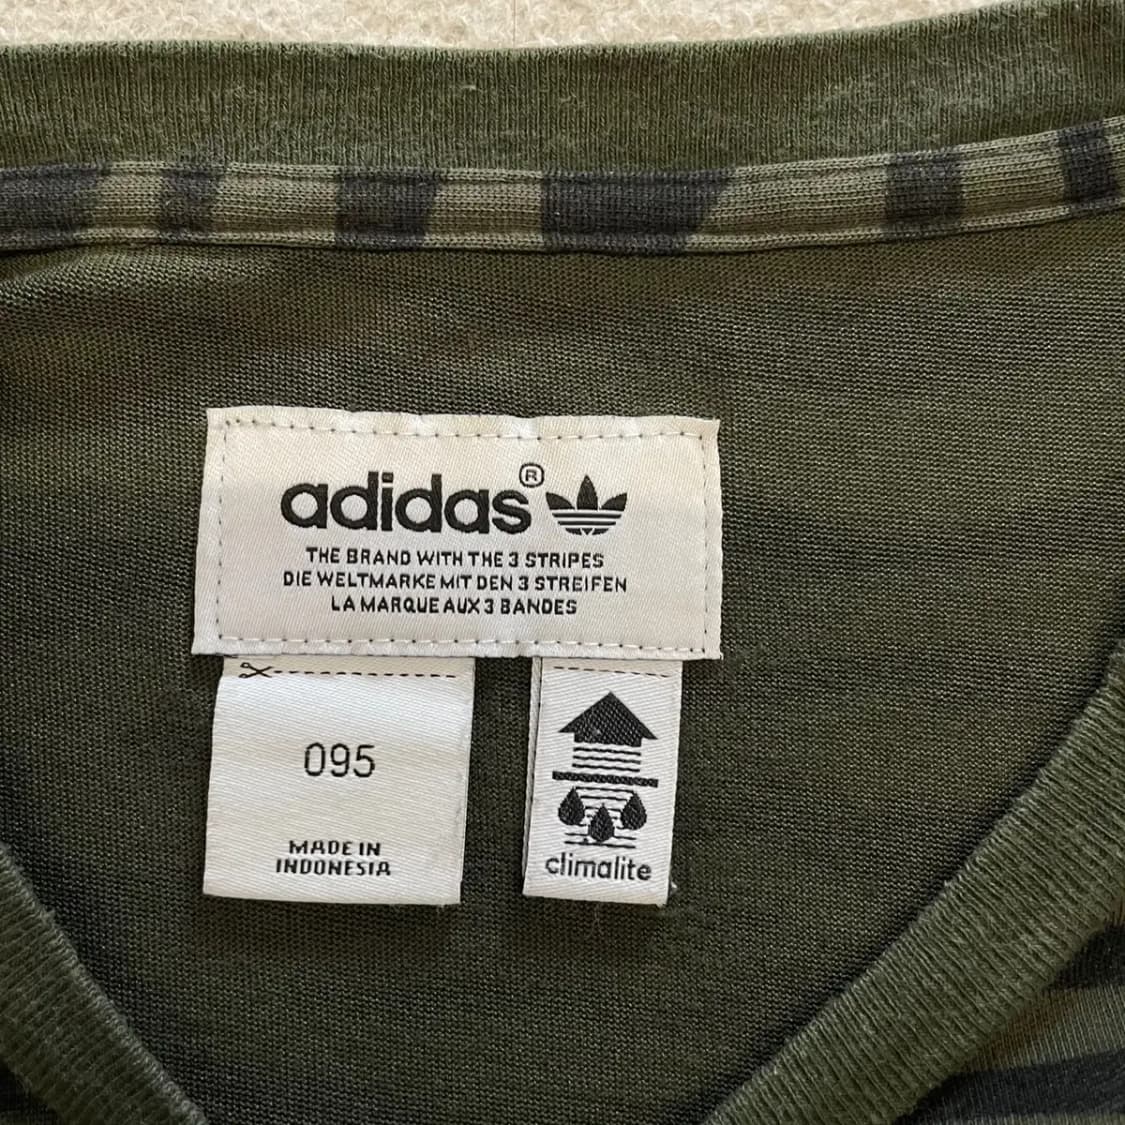 adidas®
THE BRAND WITH THE 3 STRIPES
DIE WELTMARKE MIT DEN 3 STREIFEN
LA MARQUE AUX 3 BANDES
095
MADE IN
INDONESIA
climalite